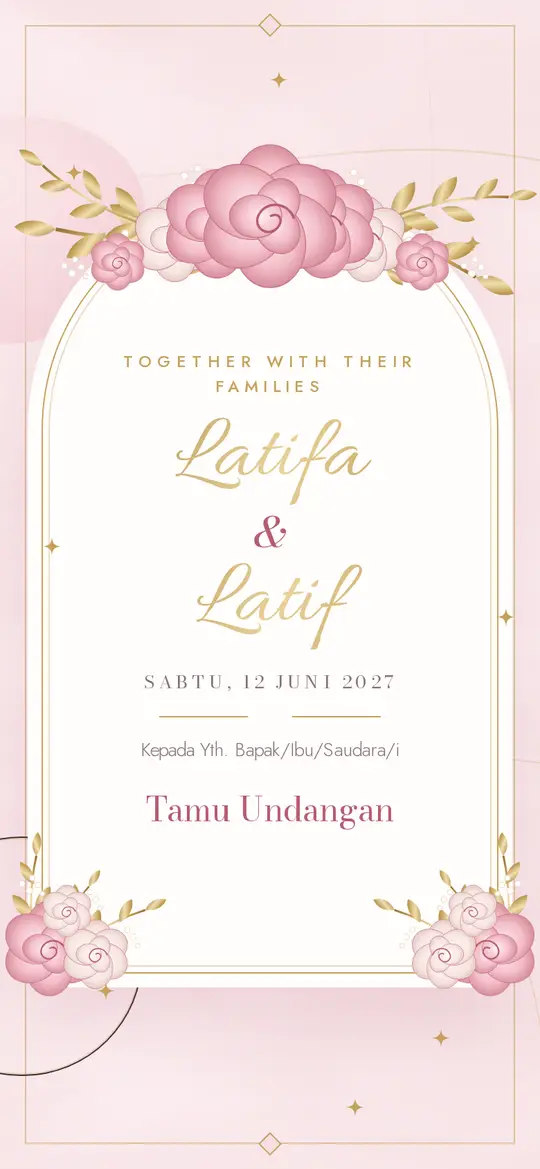 TOGETHER WITH THEIR
FAMILIES
Latifa
&
Latif
SABTU, 12 JUNI 2027
Kepada Yth. Bapak/Ibu/Saudara/i
Tamu Undangan